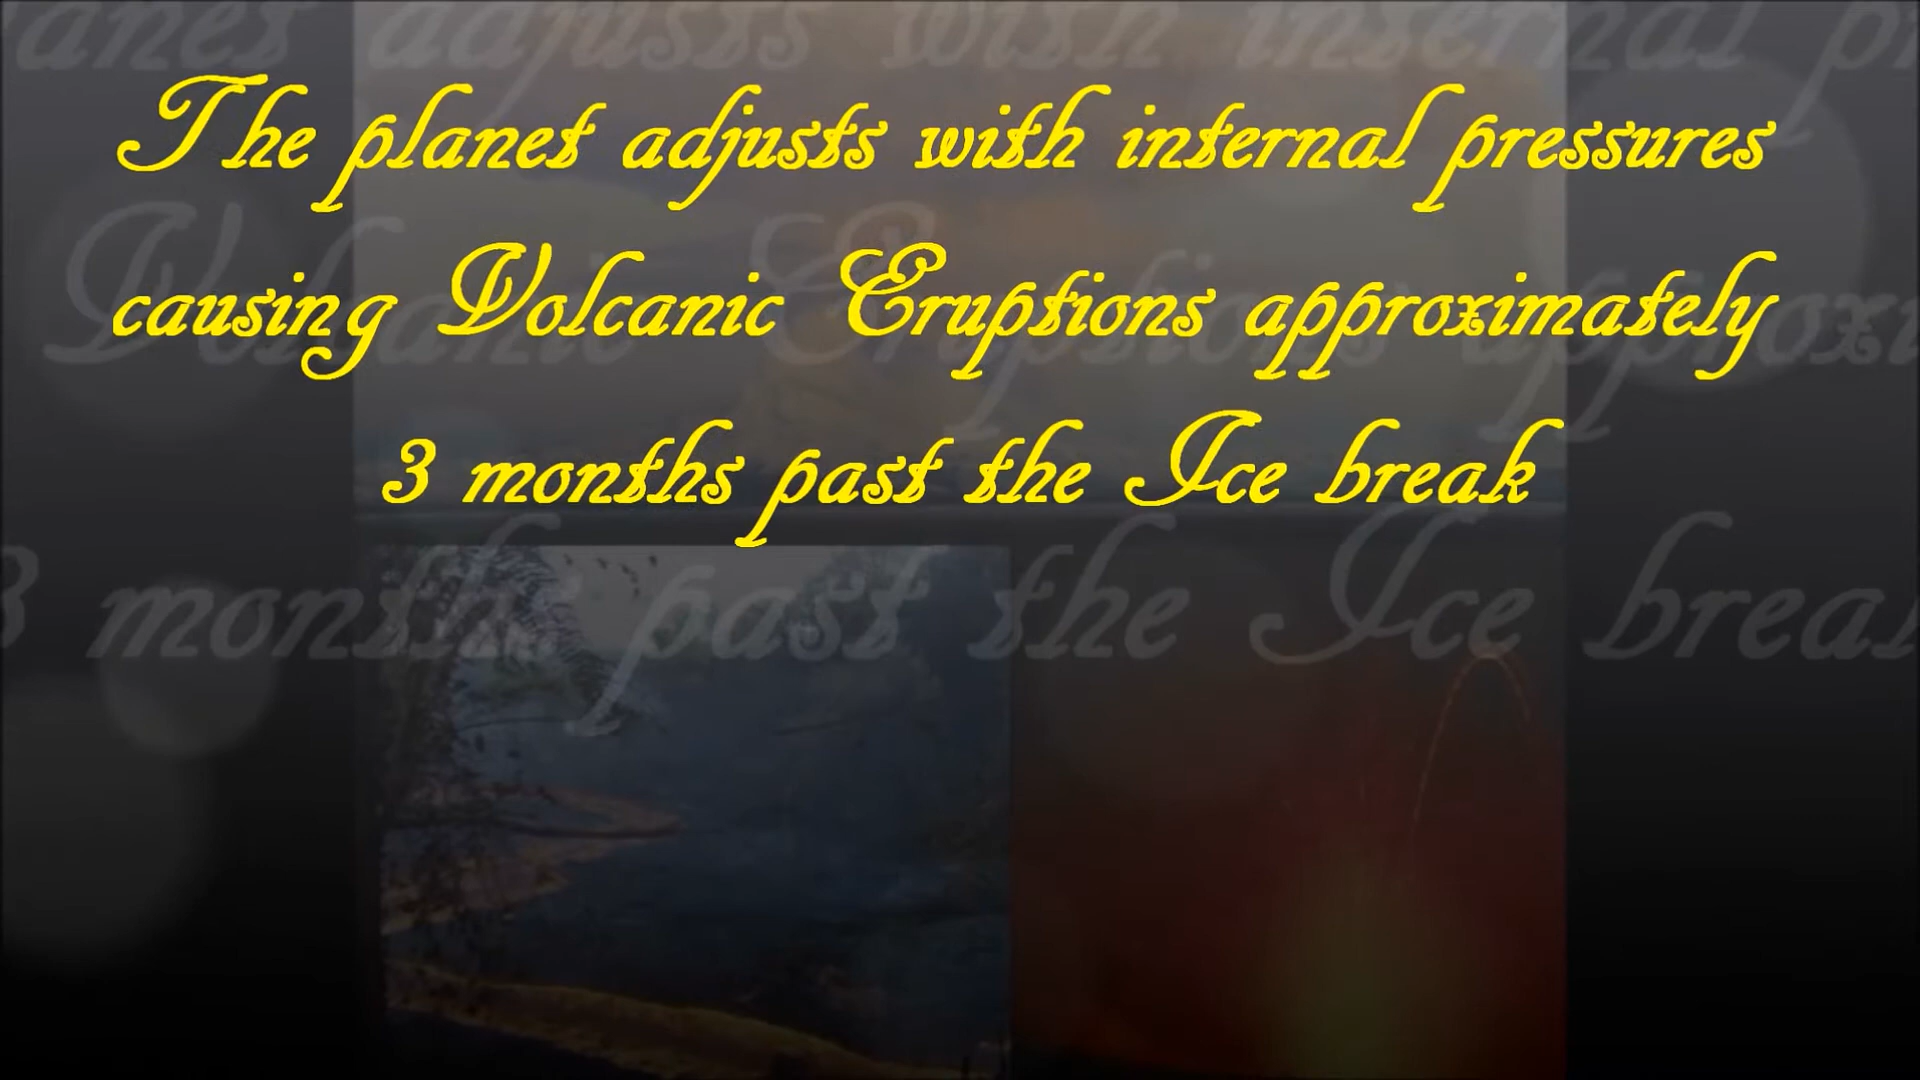 The planet adjusts with internal pressures
causing Volcanic Eruptions approximately
3 months past the Ice break